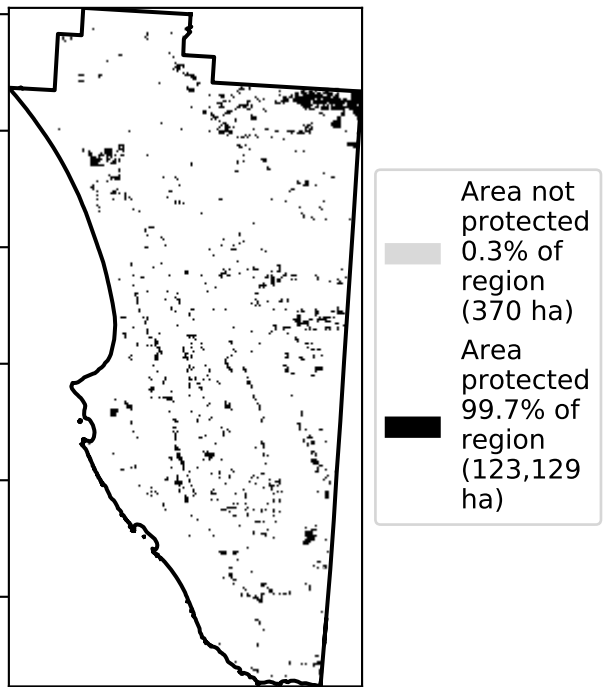 Area not
protected
0.3% of
region
(370 ha)
Area
protected
99.7% of
region
(123,129
ha)